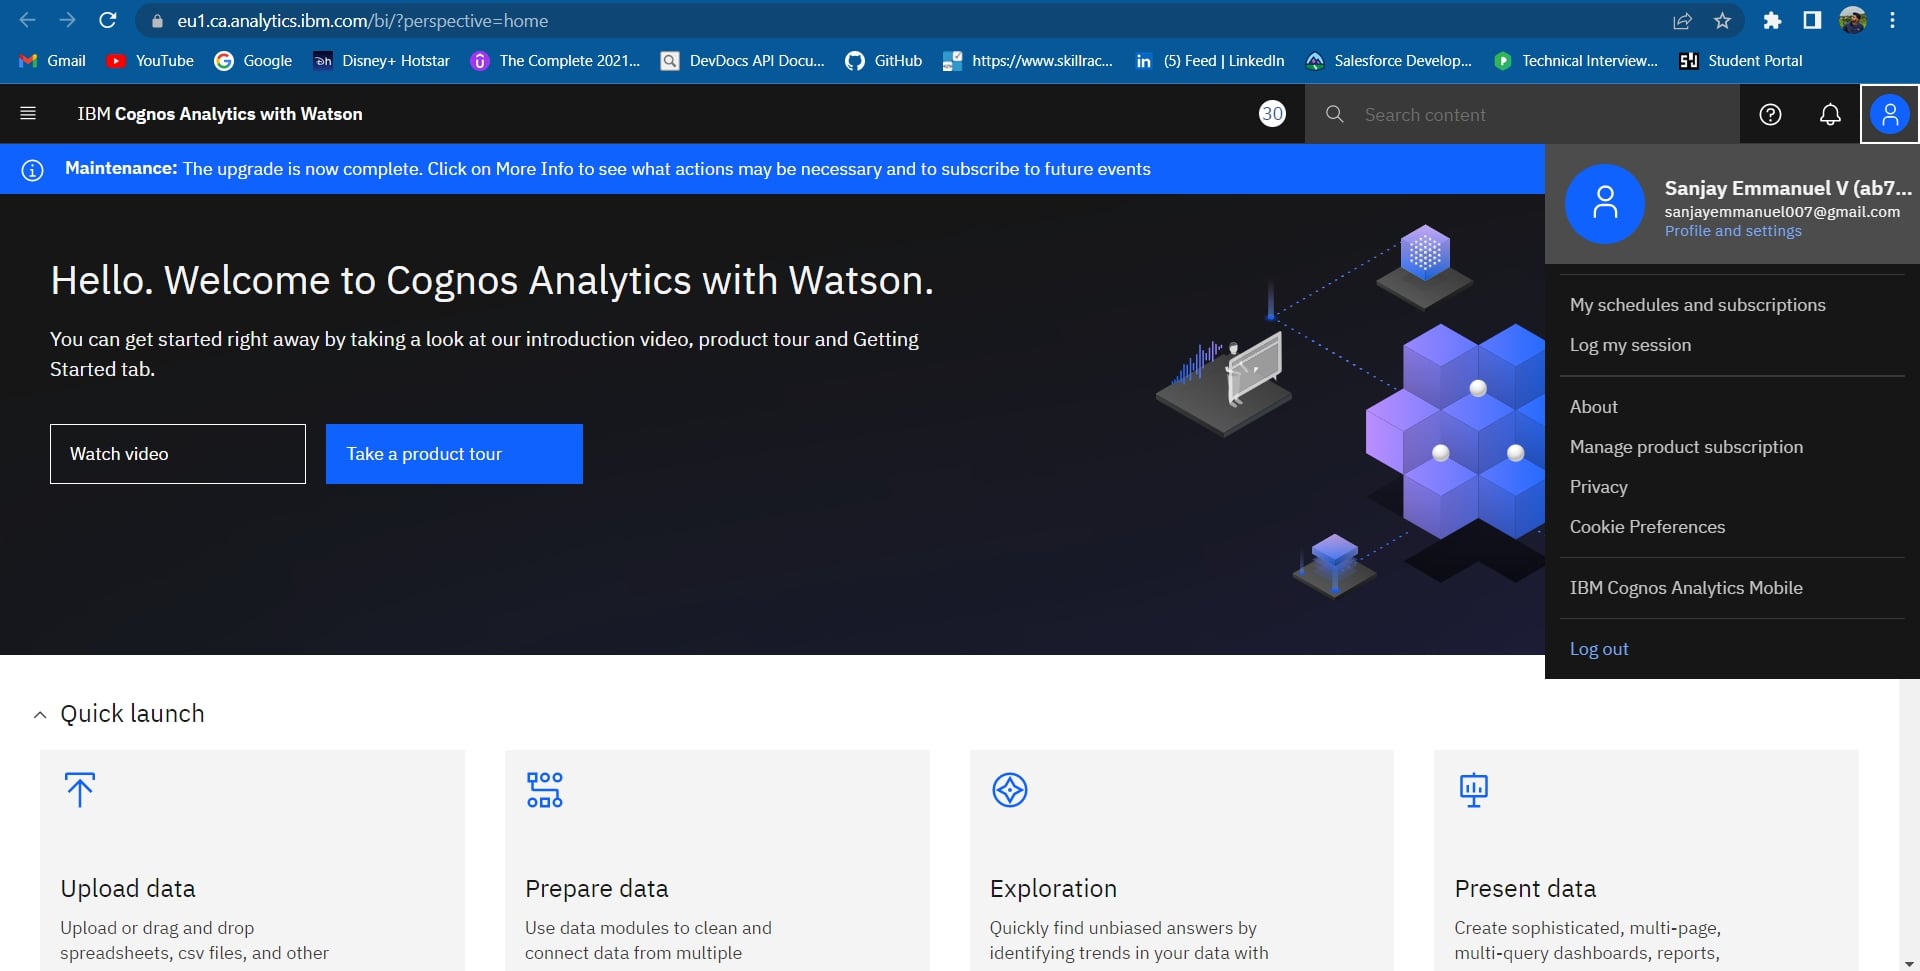 eu1.ca.analytics.ibm.com/bi/?perspective=home
Gmail YouTube Google Disney+ Hotstar The Complete 2021... DevDocs API Docu... GitHub https://www.skillrac... (5) Feed | LinkedIn Salesforce Develop... Technical Interview... Student Portal
IBM Cognos Analytics with Watson 30 Search content
Maintenance: The upgrade is now complete. Click on More Info to see what actions may be necessary and to subscribe to future events
Sanjay Emmanuel V (ab7...
sanjayemmanuel007@gmail.com
Profile and settings
My schedules and subscriptions
Log my session
About
Manage product subscription
Privacy
Cookie Preferences
IBM Cognos Analytics Mobile
Log out
Hello. Welcome to Cognos Analytics with Watson.
You can get started right away by taking a look at our introduction video, product tour and Getting
Started tab.
Watch video Take a product tour
Quick launch
Upload data
Upload or drag and drop
spreadsheets, csv files, and other
Prepare data
Use data modules to clean and
connect data from multiple
Exploration
Quickly find unbiased answers by
identifying trends in your data with
Present data
Create sophisticated, multi-page,
multi-query dashboards, reports,